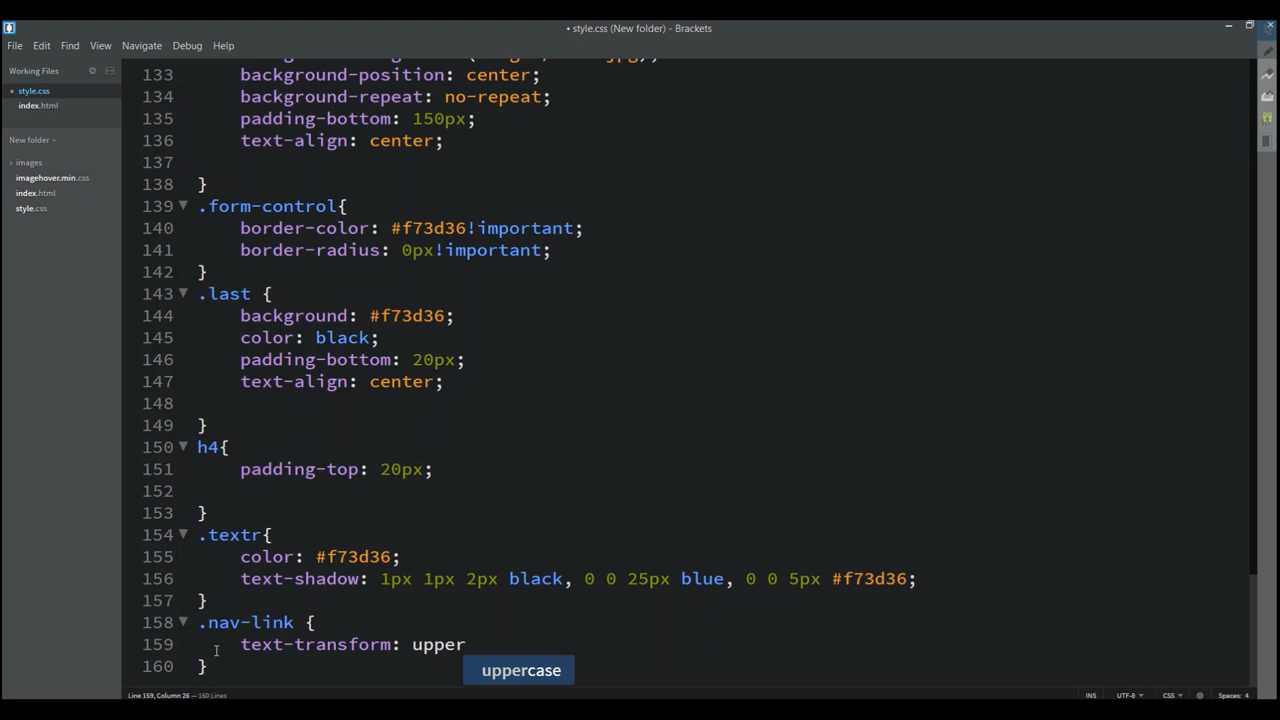 • style.css (New folder) - Brackets
File Edit Find View Navigate Debug Help
Working Files
• style.css
index.html
New folder
images
imagehover.min.css
index.html
style.css
133 background-position: center;
134 background-repeat: no-repeat;
135 padding-bottom: 150px;
136 text-align: center;
137
138 }
139 .form-control{
140 border-color: #f73d36!important;
141 border-radius: 0px!important;
142 }
143 .last {
144 background: #f73d36;
145 color: black;
146 padding-bottom: 20px;
147 text-align: center;
148
149 }
150 h4{
151 padding-top: 20px;
152
153 }
154 .textr{
155 color: #f73d36;
156 text-shadow: 1px 1px 2px black, 0 0 25px blue, 0 0 5px #f73d36;
157 }
158 .nav-link {
159 text-transform: upper
160 }
uppercase
Line 159, Column 26 — 160 Lines
INS UTF-8 CSS Spaces: 4